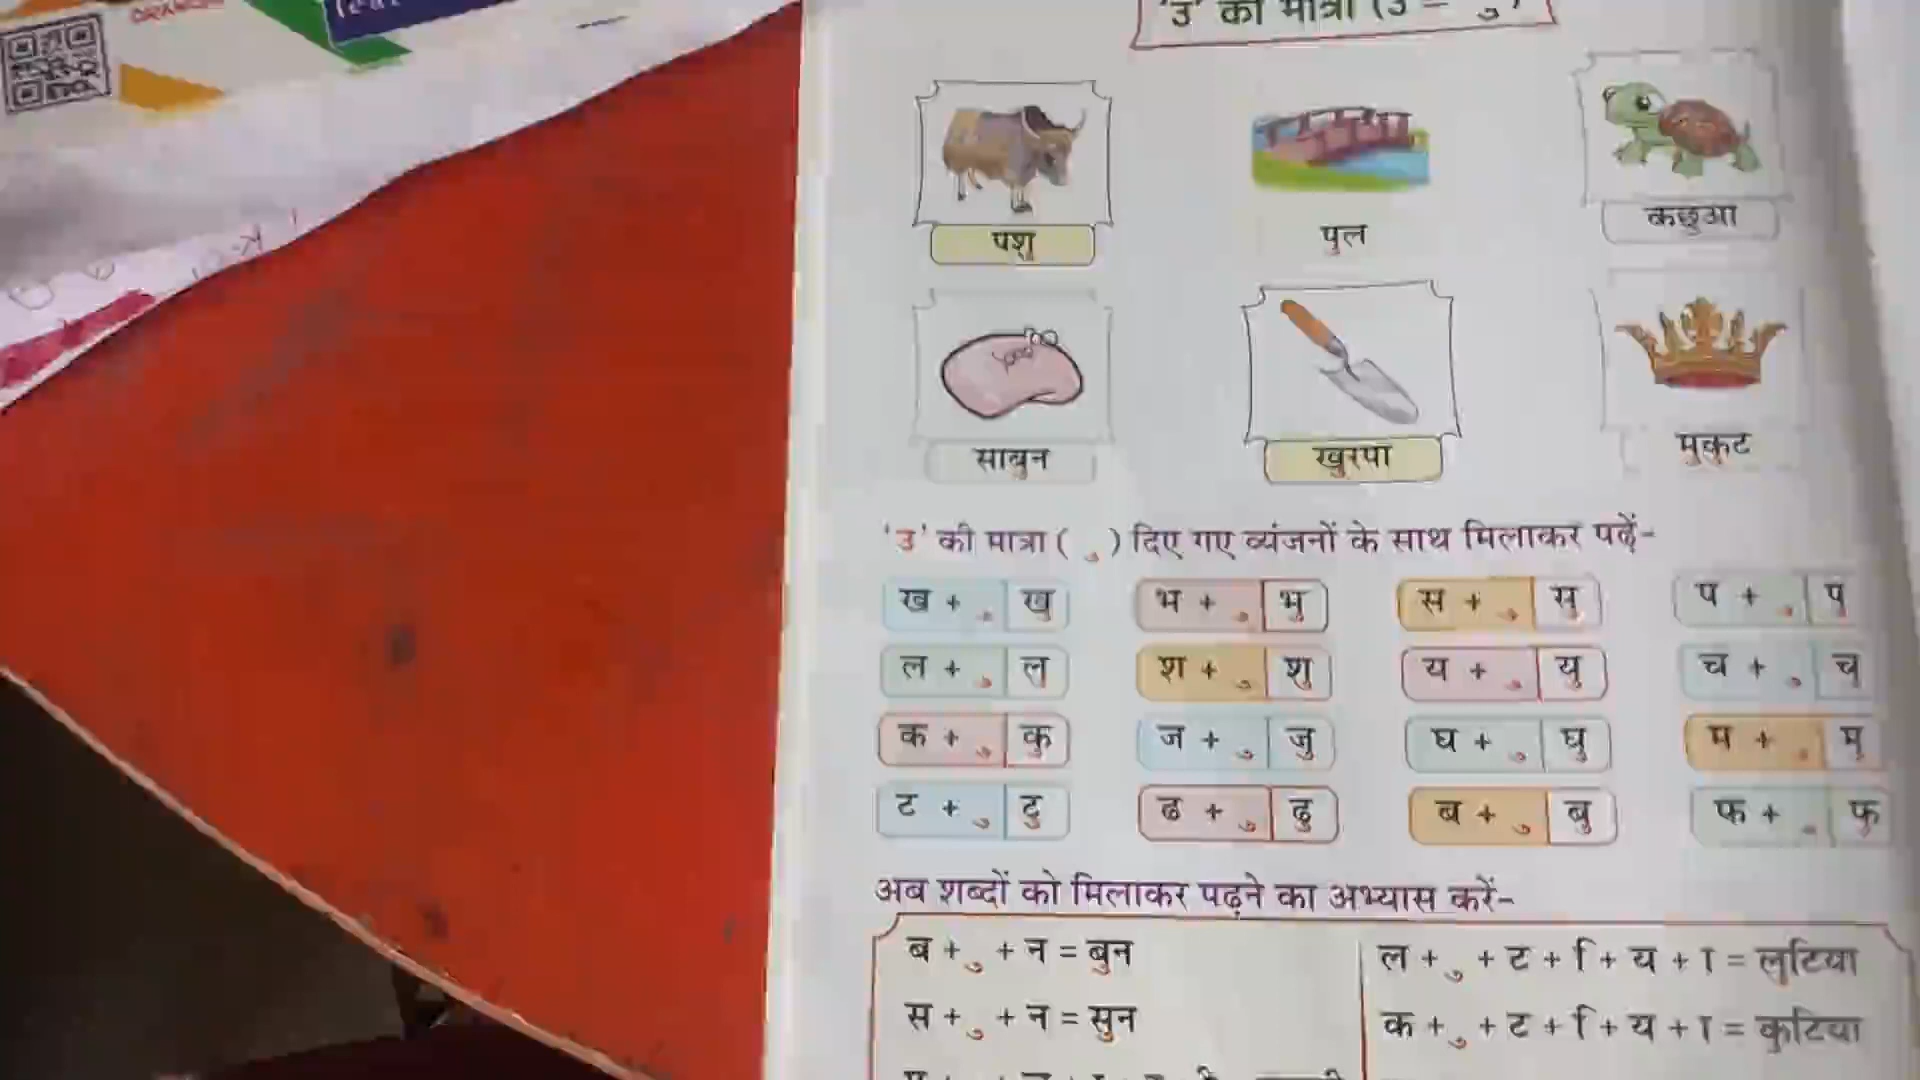 'उ' की मात्रा (उ = ु)
पशु पुल कछुआ
साबुन खुरपा मुकुट
'उ' की मात्रा ( ु ) दिए गए व्यंजनों के साथ मिलाकर पढ़ें-
ख + ु खु भ + ु भु स + ु सु प + ु पु
ल + ु लु श + ु शु य + ु यु च + ु चु
क + ु कु ज + ु जु घ + ु घु म + ु मु
ट + ु टु ढ + ु ढु ब + ु बु फ + ु फु
अब शब्दों को मिलाकर पढ़ने का अभ्यास करें-
ब + ु + न = बुन
स + ु + न = सुन
ल + ु + ट + ि + य + ा = लुटिया
क + ु + ट + ि + य + ा = कुटिया